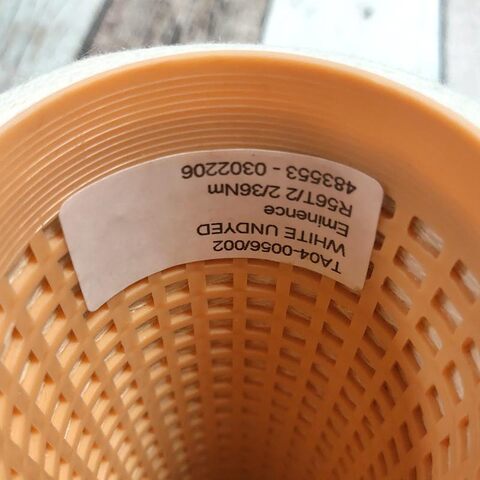 TA04-0056/002
WHITE UNDYED
Eminence
R56T/2 2/36Nm
483553 - 0302206